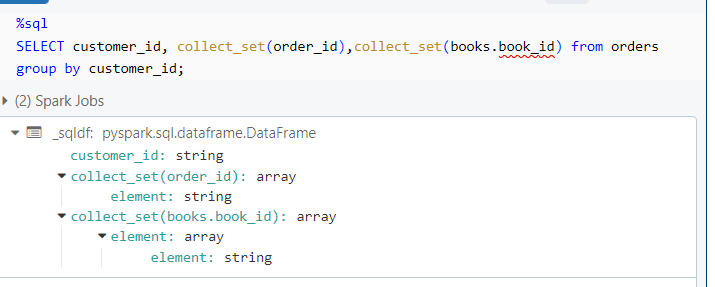 %sql
SELECT customer_id, collect_set(order_id),collect_set(books.book_id) from orders
group by customer_id;
(2) Spark Jobs
_sqldf: pyspark.sql.dataframe.DataFrame
customer_id: string
collect_set(order_id): array
element: string
collect_set(books.book_id): array
element: array
element: string